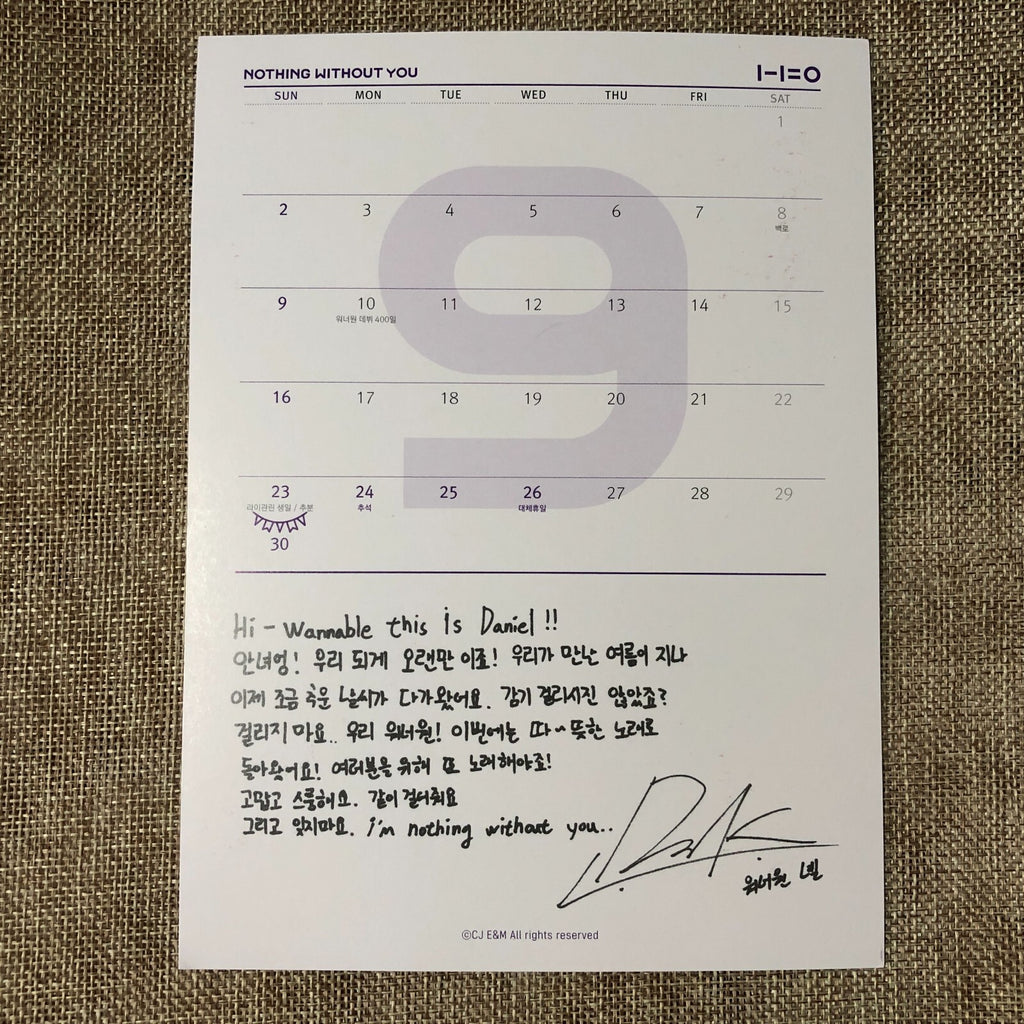 NOTHING WITHOUT YOU 1-1=0
SUN MON TUE WED THU FRI SAT
1
2 3 4 5 6 7 8
백로
9
9 10 11 12 13 14 15
워너원 데뷔 400일
16 17 18 19 20 21 22
23 24 25 26 27 28 29
라이관린 생일 / 추분 추석 대체휴일
30
Hi - Wannable this is Daniel!!
안녀엉! 우리 되게 오랜만 이죠! 우리가 만난 여름이 지나
이제 조금 추운 날씨가 다가왔어요. 감기 걸리시진 않았죠?
걸리지 마요.. 우리 워너원! 이번에는 따~뜻한 노래로
돌아왔어요! 여러분을 위해 또 노래해야죠!
고맙고 스릉해요. 같이 걸어줘요
그리고 잊지마요. i'm nothing without you..
워너원 녤
©CJ E&M All rights reserved